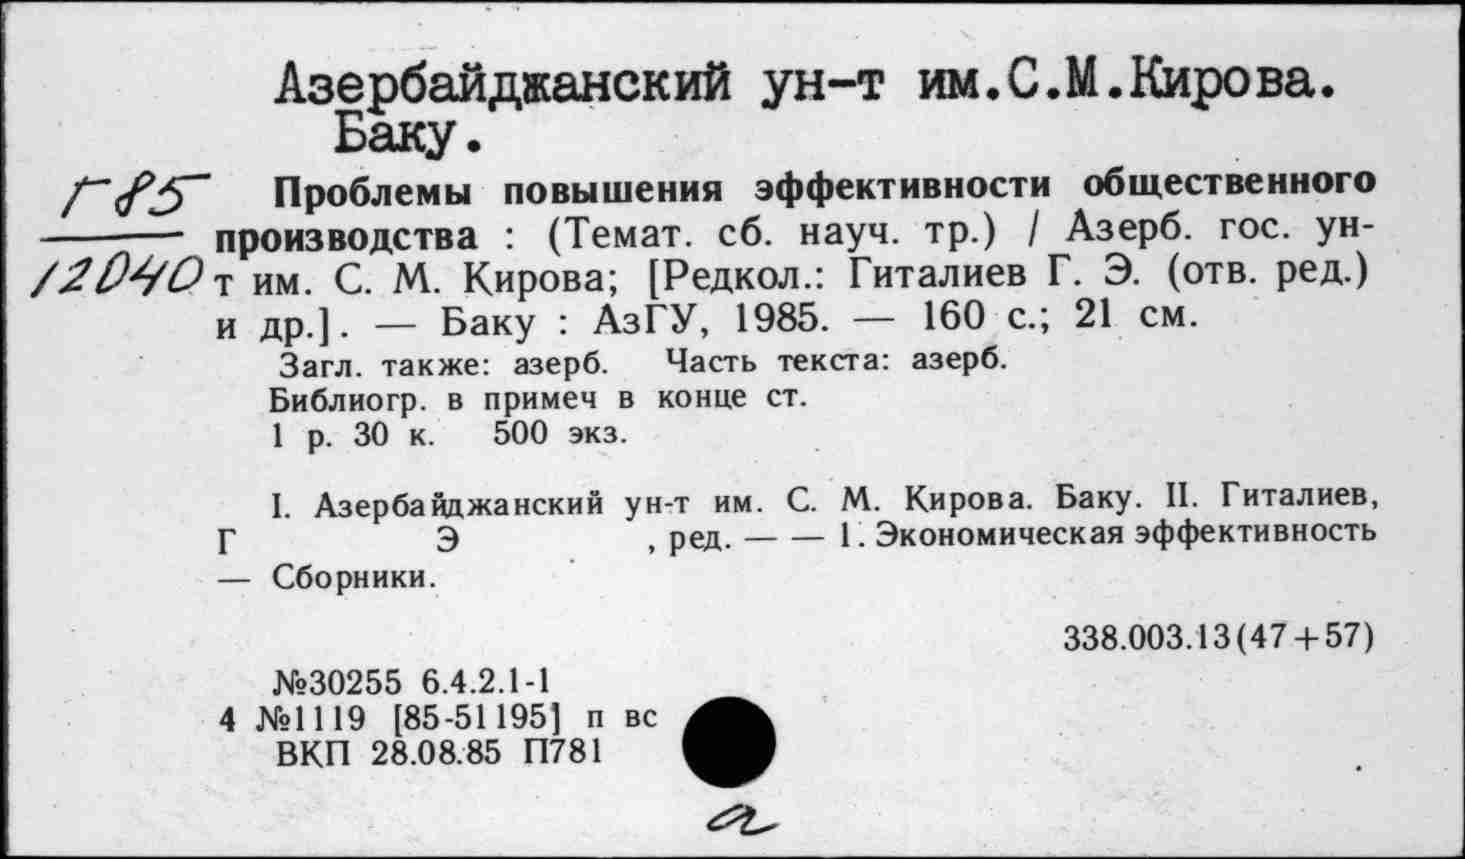 Азербайджанский ун-т им.С.М.Кирова.
Баку.
Г85
12040
Проблемы повышения эффективности общественного
производства : (Темат. сб. науч. тр.) / Азерб. гос. ун-
т им. С. М. Кирова; [Редкол.: Гиталиев Г. Э. (отв. ред.)
и др.]. — Баку : АзГУ, 1985. — 160 с.; 21 см.
Загл. также: азерб. Часть текста: азерб.
Библиогр. в примеч в конце ст.
1 р. 30 к. 500 экз.
I. Азербайджанский ун-т им. С. М. Кирова. Баку. II. Гиталиев,
Г Э , ред. — — 1. Экономическая эффективность
— Сборники.
338.003.13(47+57)
№30255 6.4.2.1-1
4 №1119 [85-51195] п вс
ВКП 28.08.85 П781